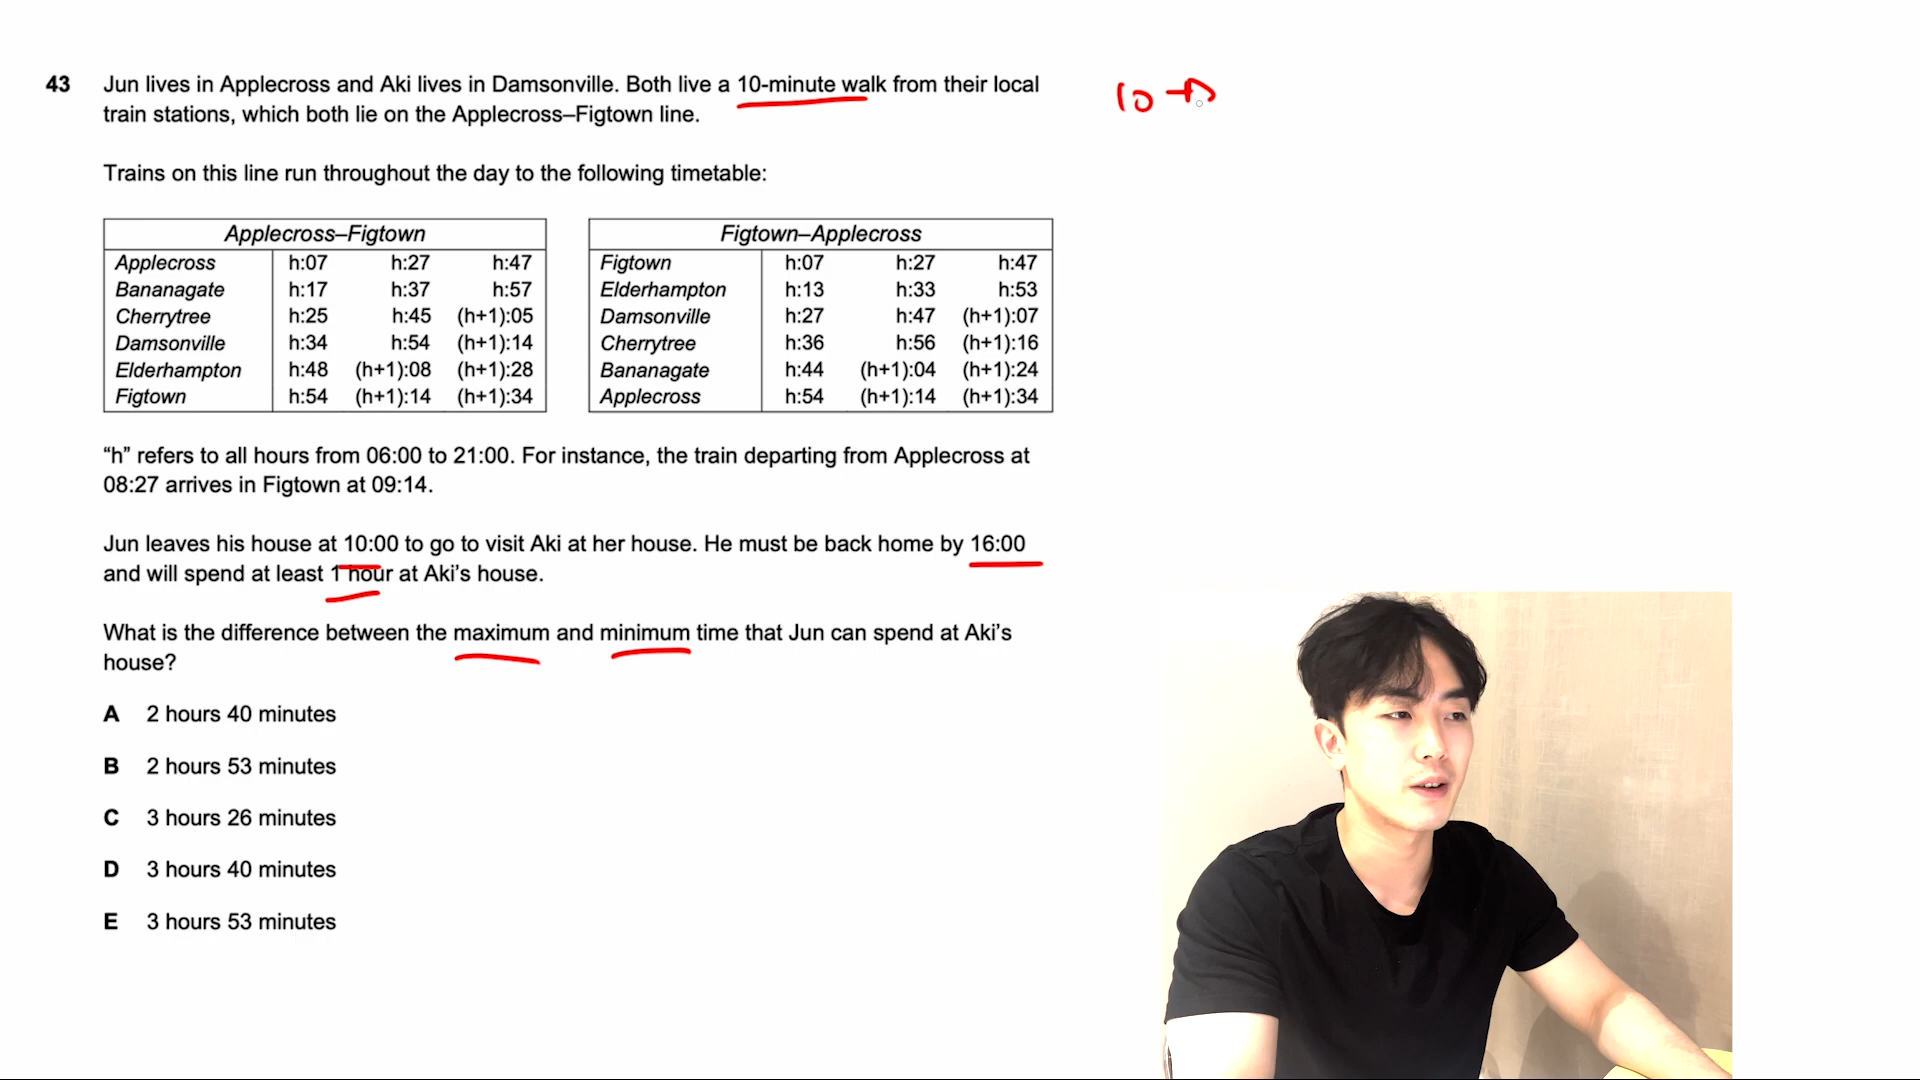 43 Jun lives in Applecross and Aki lives in Damsonville. Both live a 10-minute walk from their local
train stations, which both lie on the Applecross–Figtown line.
10
Trains on this line run throughout the day to the following timetable:
Applecross–Figtown
Applecross h:07 h:27 h:47
Bananagate h:17 h:37 h:57
Cherrytree h:25 h:45 (h+1):05
Damsonville h:34 h:54 (h+1):14
Elderhampton h:48 (h+1):08 (h+1):28
Figtown h:54 (h+1):14 (h+1):34
Figtown–Applecross
Figtown h:07 h:27 h:47
Elderhampton h:13 h:33 h:53
Damsonville h:27 h:47 (h+1):07
Cherrytree h:36 h:56 (h+1):16
Bananagate h:44 (h+1):04 (h+1):24
Applecross h:54 (h+1):14 (h+1):34
“h” refers to all hours from 06:00 to 21:00. For instance, the train departing from Applecross at
08:27 arrives in Figtown at 09:14.
Jun leaves his house at 10:00 to go to visit Aki at her house. He must be back home by 16:00
and will spend at least 1 hour at Aki’s house.
What is the difference between the maximum and minimum time that Jun can spend at Aki’s
house?
A 2 hours 40 minutes
B 2 hours 53 minutes
C 3 hours 26 minutes
D 3 hours 40 minutes
E 3 hours 53 minutes